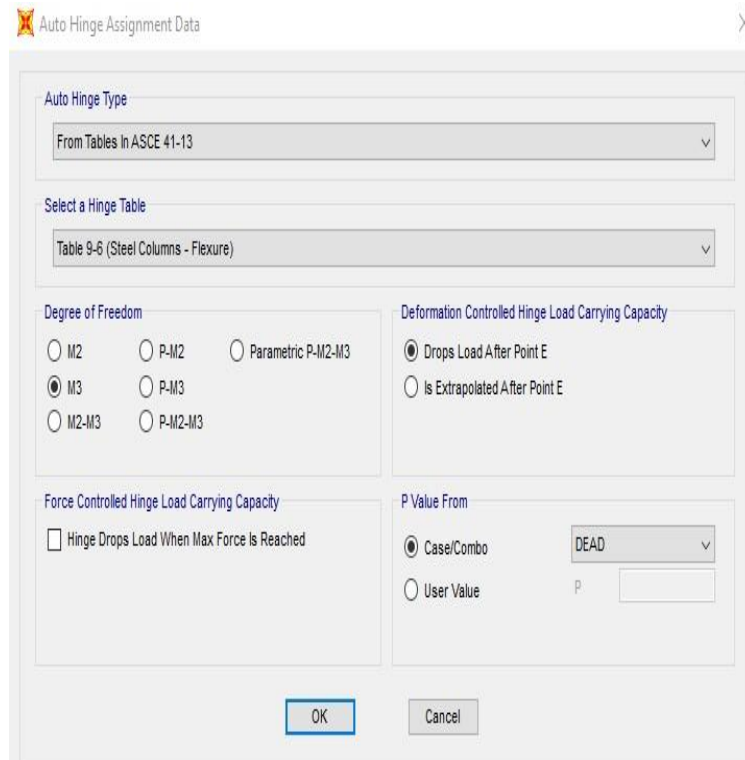 Auto Hinge Assignment Data
Auto Hinge Type
From Tables In ASCE 41-13
Select a Hinge Table
Table 9-6 (Steel Columns - Flexure)
Degree of Freedom
M2 P-M2 Parametric P-M2-M3
M3 P-M3
M2-M3 P-M2-M3
Deformation Controlled Hinge Load Carrying Capacity
Drops Load After Point E
Is Extrapolated After Point E
Force Controlled Hinge Load Carrying Capacity
Hinge Drops Load When Max Force Is Reached
P Value From
Case/Combo DEAD
User Value P
OK Cancel